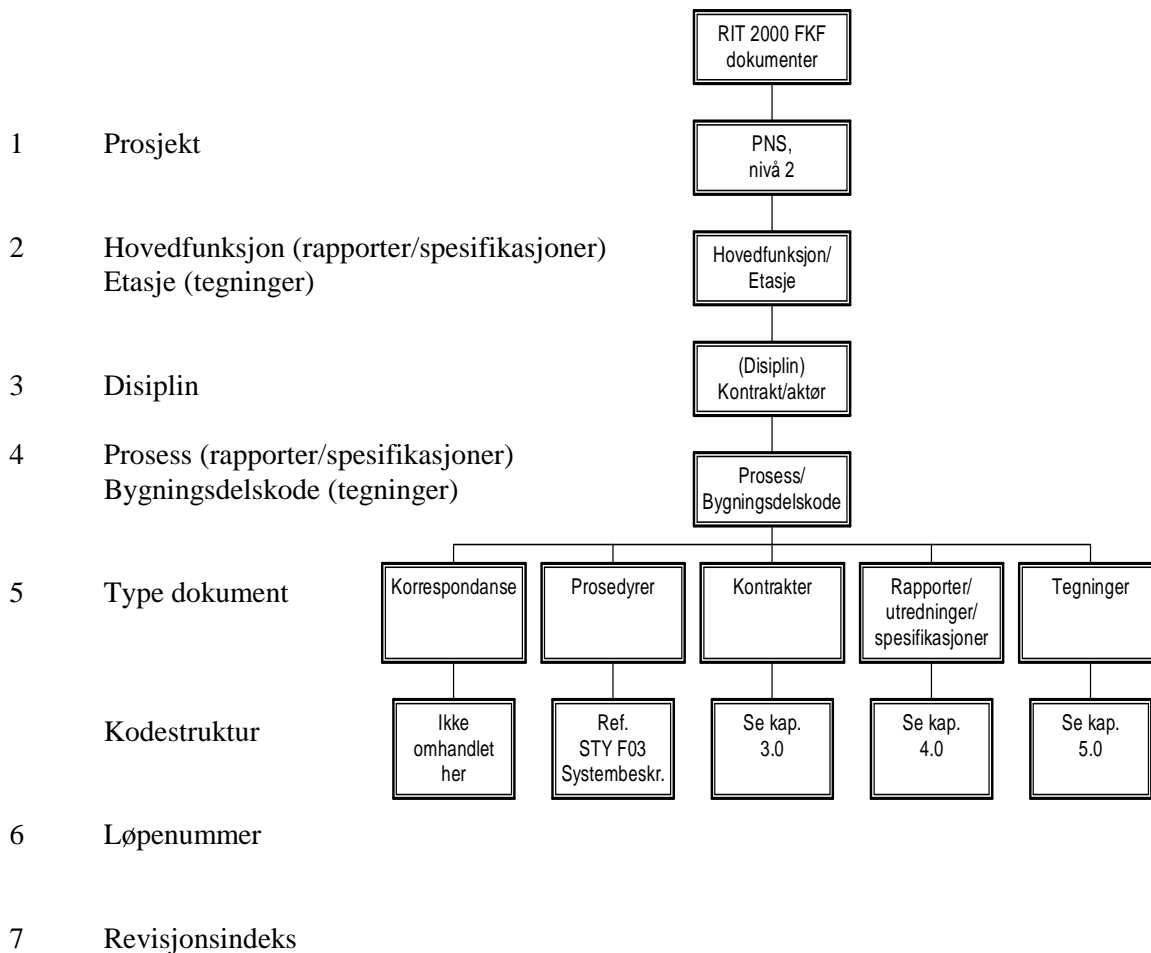 RIT 2000 FKF
dokumenter
1 Prosjekt
PNS,
nivå 2
2 Hovedfunksjon (rapporter/spesifikasjoner)
Etasje (tegninger)
Hovedfunksjon/
Etasje
3 Disiplin
(Disiplin)
Kontrakt/aktør
4 Prosess (rapporter/spesifikasjoner)
Bygningsdelskode (tegninger)
Prosess/
Bygningsdelskode
5 Type dokument
Korrespondanse
Prosedyrer
Kontrakter
Rapporter/
utredninger/
spesifikasjoner
Tegninger
Kodestruktur
Ikke
omhandlet
her
Ref.
STY F03
Systembeskr.
Se kap.
3.0
Se kap.
4.0
Se kap.
5.0
6 Løpenummer
7 Revisjonsindeks